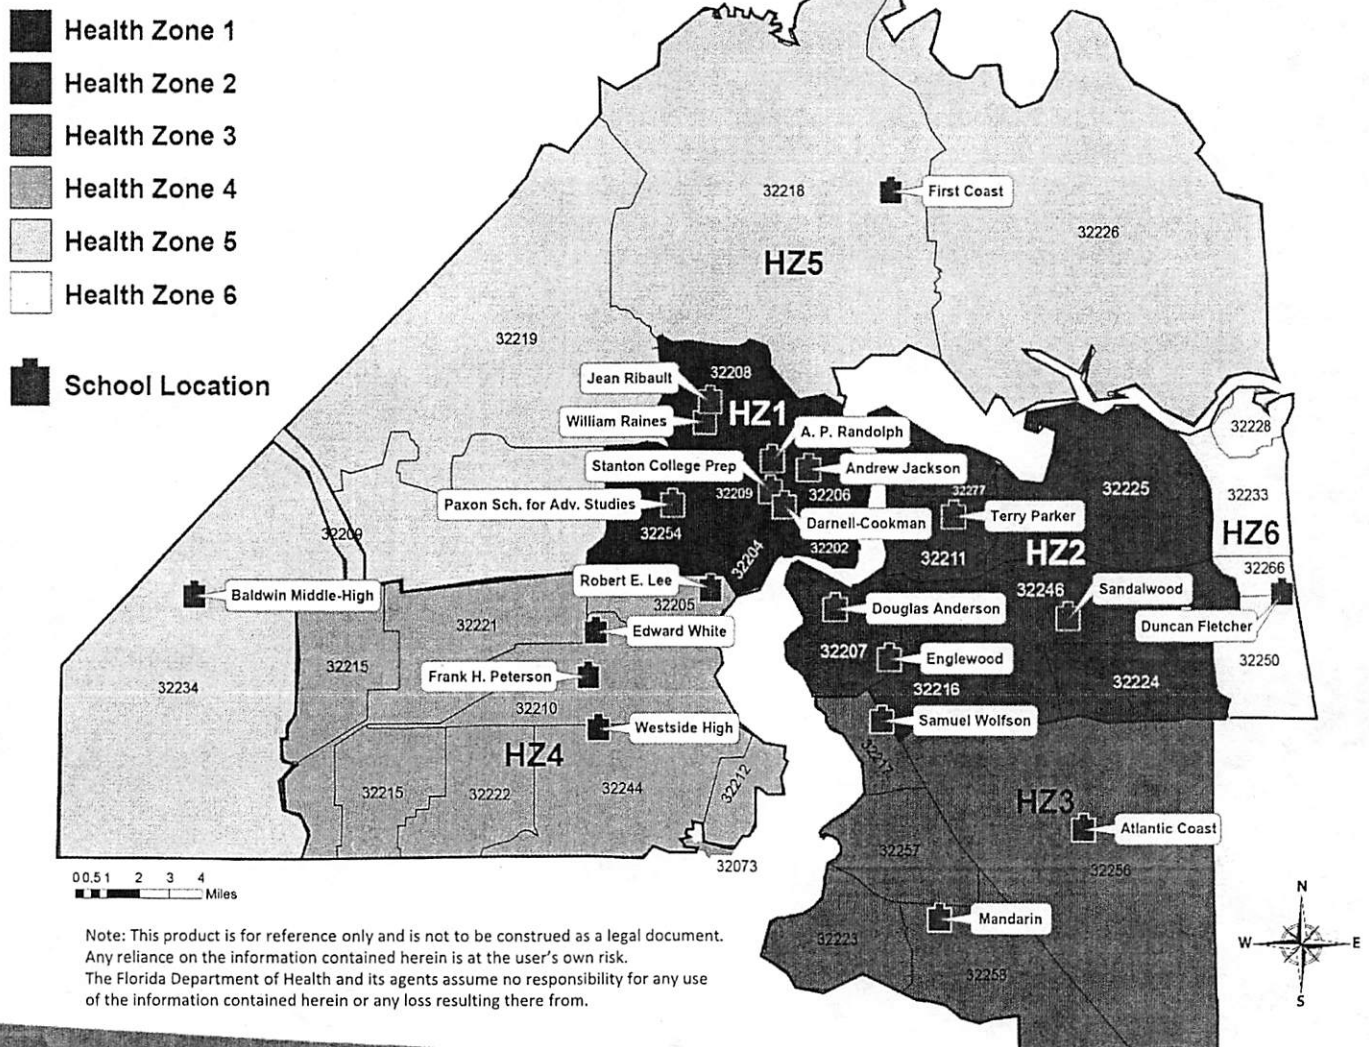 Health Zone 1
Health Zone 2
Health Zone 3
Health Zone 4
Health Zone 5
Health Zone 6
School Location
32218
First Coast
32226
HZ5
32219
32208
Jean Ribault
HZ1
William Raines
A. P. Randolph
32228
Stanton College Prep
Andrew Jackson
32209
32206
32277
32225
32233
Paxon Sch. for Adv. Studies
Darnell-Cookman
Terry Parker
32209
32254
32204
32202
32211
HZ2
HZ6
32266
Baldwin Middle-High
Robert E. Lee
32205
Douglas Anderson
32246
Sandalwood
Duncan Fletcher
32221
Edward White
32207
Englewood
32250
32215
Frank H. Peterson
32234
32216
32224
32210
Westside High
Samuel Wolfson
HZ4
32217
32215
32222
32244
32212
HZ3
Atlantic Coast
32257
32256
32073
0 0.5 1 2 3 4
Miles
Mandarin
32223
32258
Note: This product is for reference only and is not to be construed as a legal document.
Any reliance on the information contained herein is at the user's own risk.
The Florida Department of Health and its agents assume no responsibility for any use
of the information contained herein or any loss resulting there from.
N
W E
S